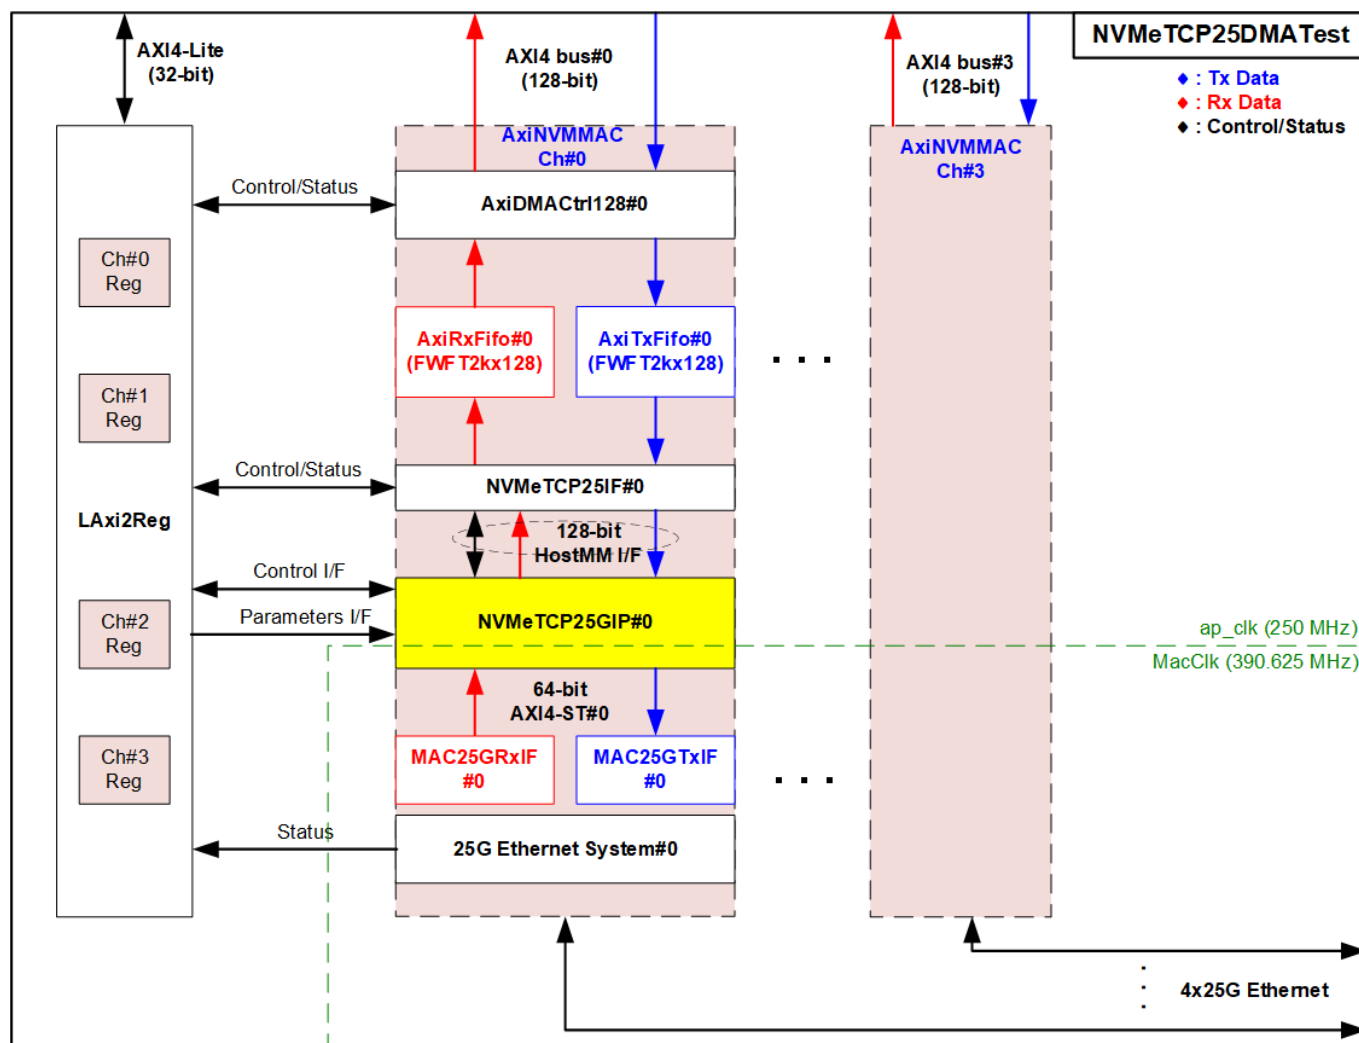 NVMeTCP25DMATest
AXI4-Lite
(32-bit)
AXI4 bus#0
(128-bit)
AXI4 bus#3
(128-bit)
: Tx Data
: Rx Data
: Control/Status
AxiNVMMAC
Ch#0
AxiNVMMAC
Ch#3
Control/Status
AxiDMACtrl128#0
Ch#0
Reg
AxiRxFifo#0
(FWFT2kx128)
AxiTxFifo#0
(FWFT2kx128)
. . .
Ch#1
Reg
Control/Status
NVMeTCP25IF#0
LAxi2Reg
128-bit
HostMM I/F
Control I/F
Ch#2
Reg
Parameters I/F
NVMeTCP25GIP#0
ap_clk (250 MHz)
MacClk (390.625 MHz)
64-bit
AXI4-ST#0
Ch#3
Reg
MAC25GRxIF
#0
MAC25GTxIF
#0
. . .
Status
25G Ethernet System#0
4x25G Ethernet